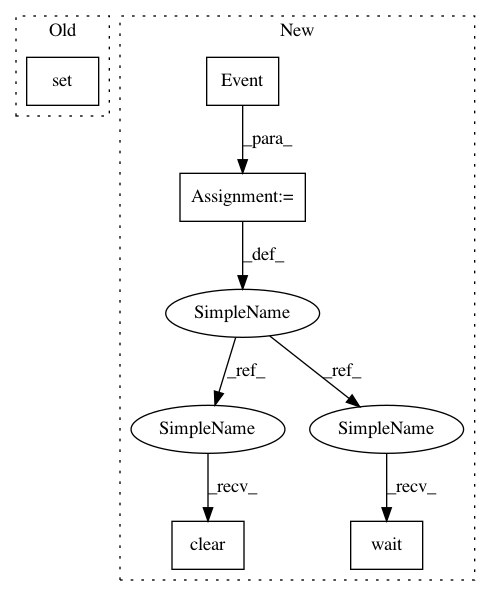 Old
New
set
Event
_para_
Assignment:=
_def_
SimpleName
_ref_
_ref_
SimpleName
SimpleName
_recv_
_recv_
clear
wait